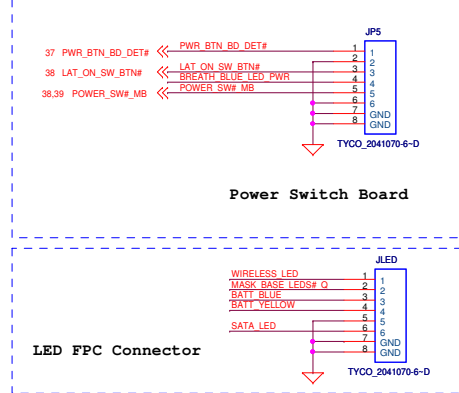 JP5
37 PWR_BTN_BD_DET# PWR_BTN_BD_DET# 1 1
2 2
38 LAT_ON_SW_BTN# LAT_ON_SW_BTN# 3 3
BREATH_BLUE_LED_PWR 4 4
38,39 POWER_SW#_MB POWER_SW#_MB 5 5
6 6
7 GND
8 GND
TYCO_2041070-6~D
Power Switch Board
JLED
WIRELESS_LED 1 1
MASK_BASE_LEDS#_Q 2 2
BATT_BLUE 3 3
BATT_YELLOW 4 4
5 5
SATA_LED 6 6
7 GND
8 GND
LED FPC Connector
TYCO_2041070-6~D